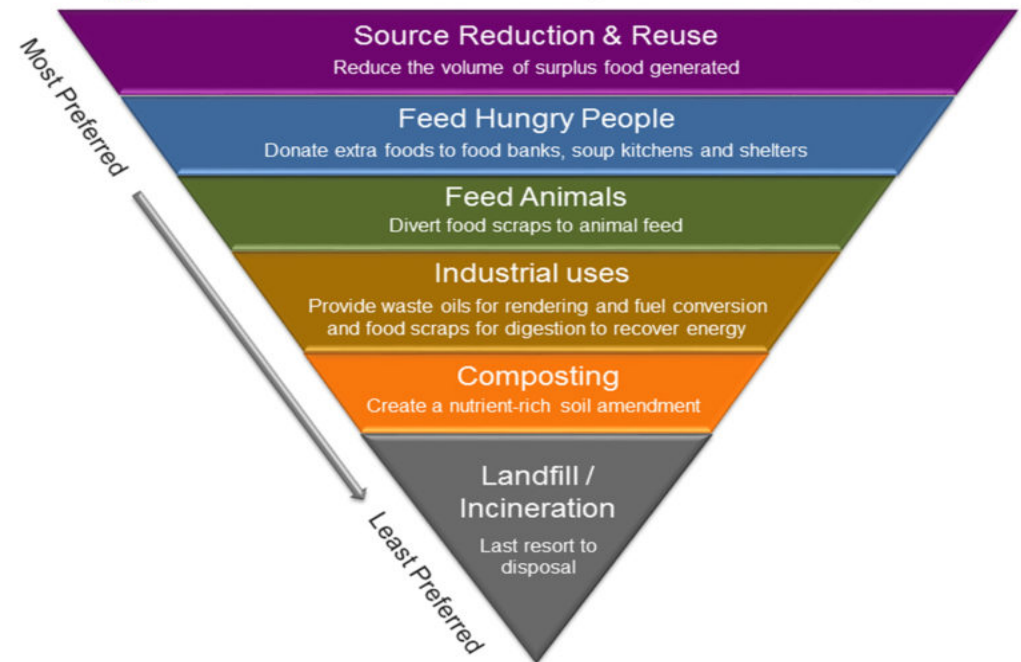 Most Preferred
Source Reduction & Reuse
Reduce the volume of surplus food generated
Feed Hungry People
Donate extra foods to food banks, soup kitchens and shelters
Feed Animals
Divert food scraps to animal feed
Industrial uses
Provide waste oils for rendering and fuel conversion
and food scraps for digestion to recover energy
Composting
Create a nutrient-rich soil amendment
Landfill /
Incineration
Last resort to
disposal
Least Preferred